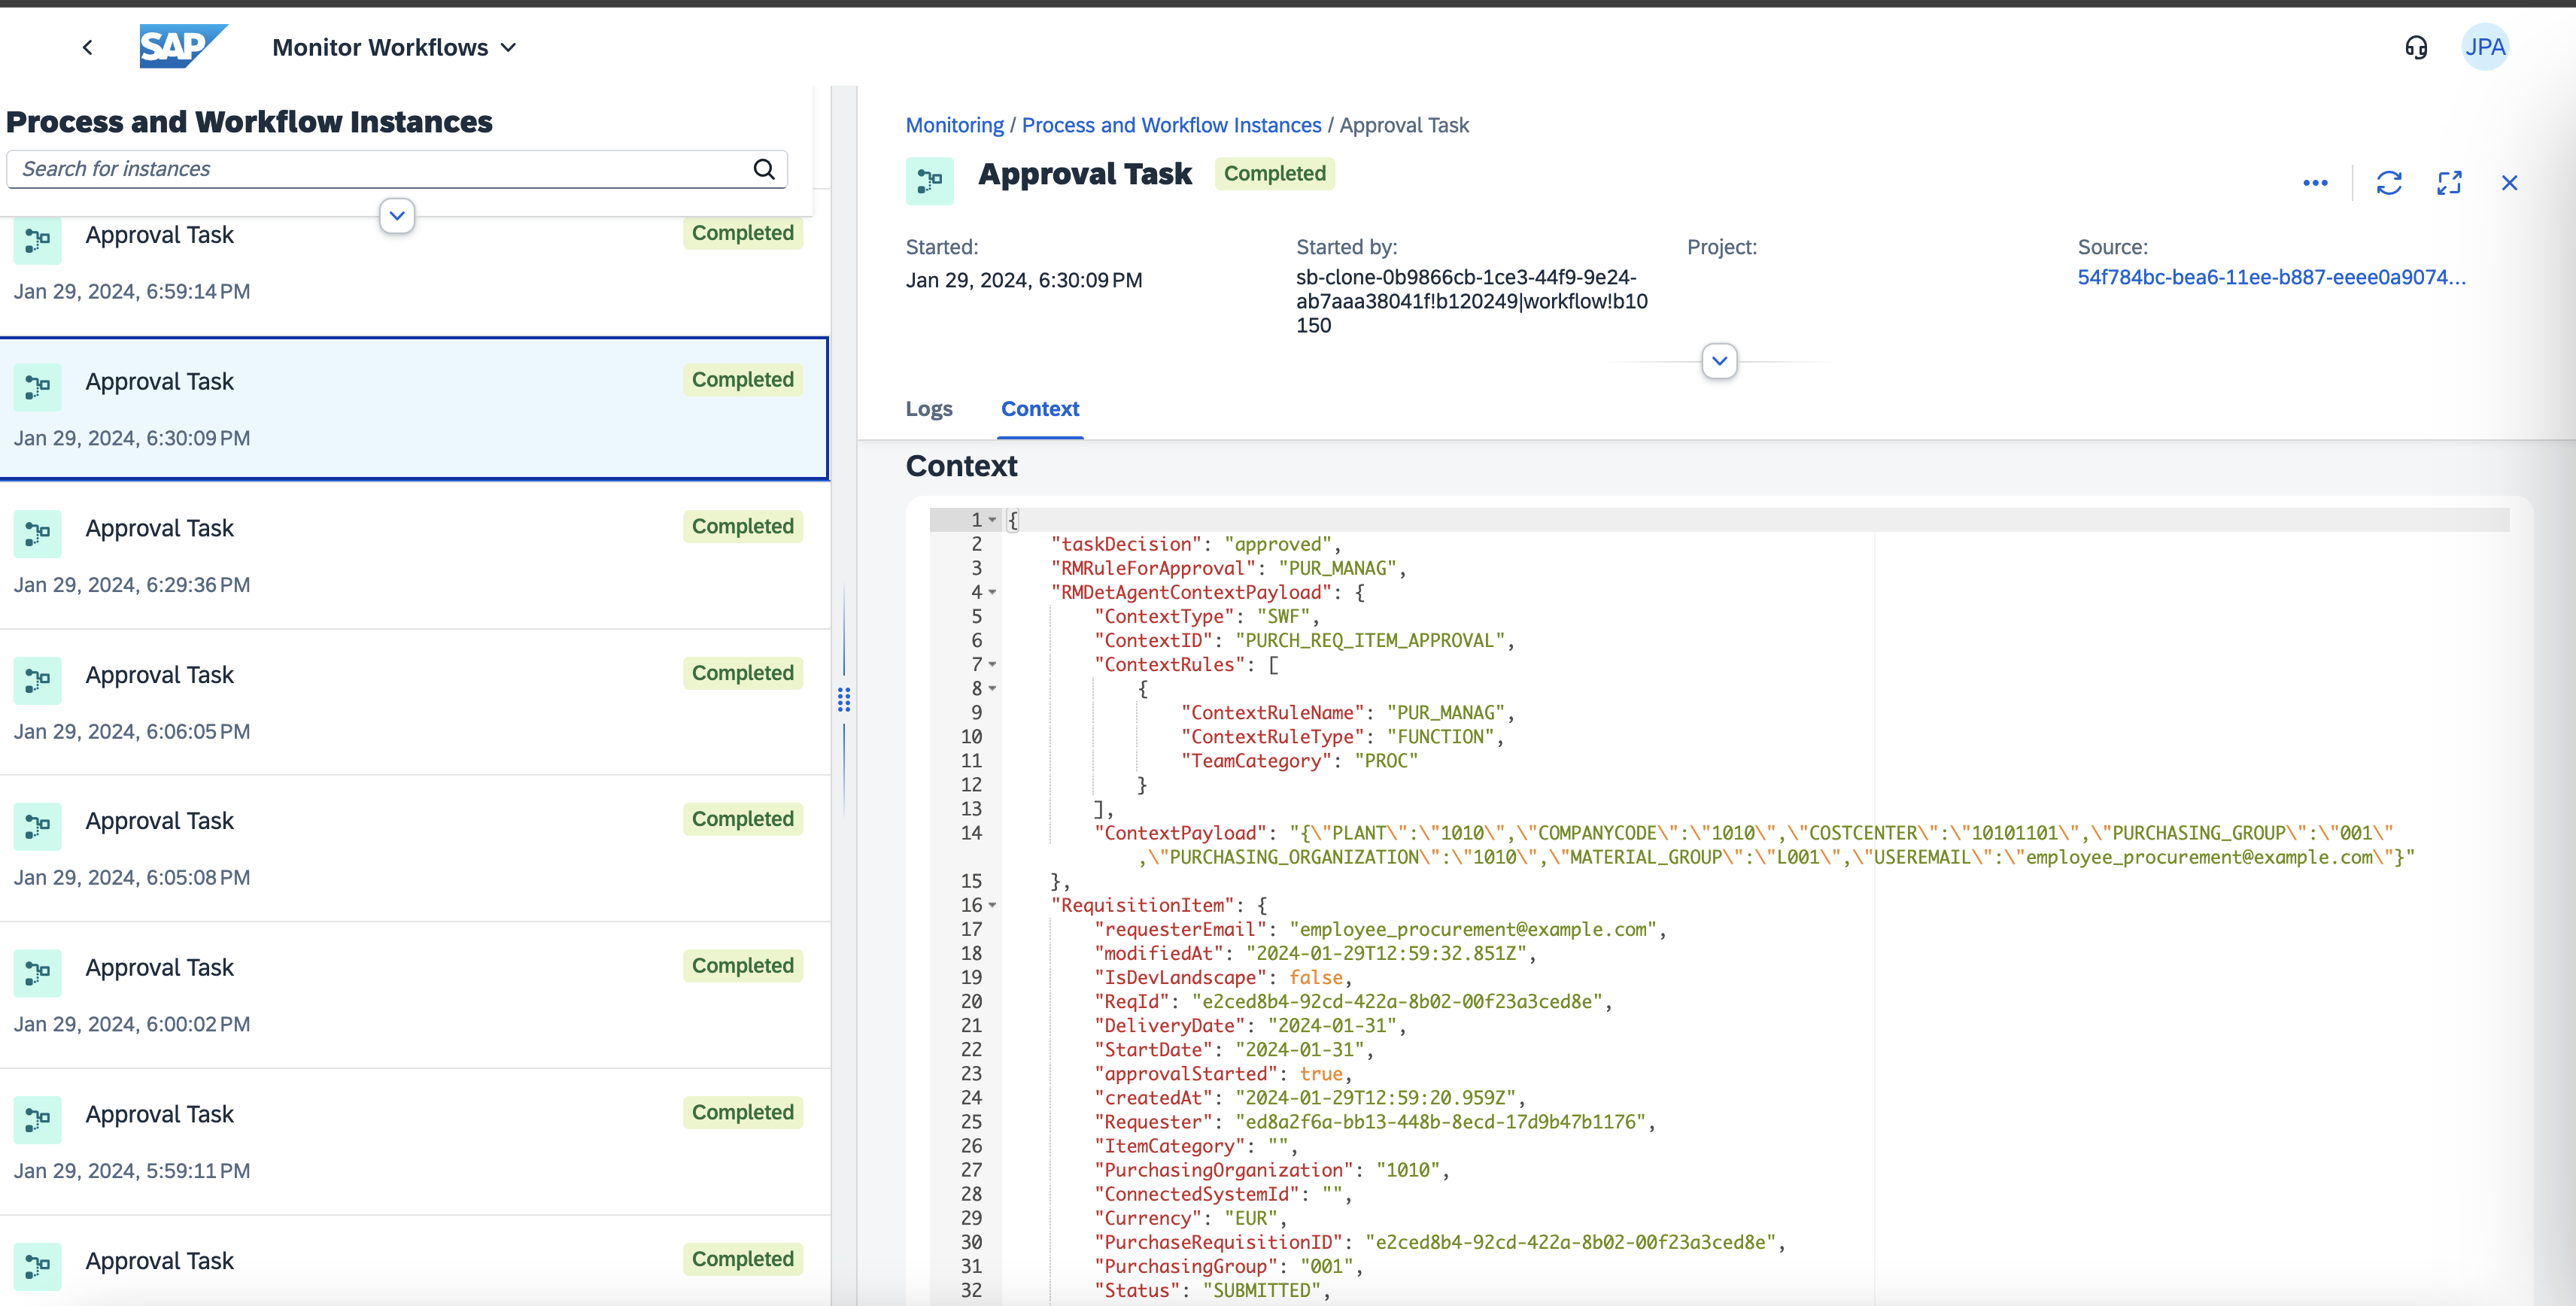 SAP
Monitor Workflows
JPA
Process and Workflow Instances
Search for instances
Approval Task
Completed
Jan 29, 2024, 6:59:14 PM
Approval Task
Completed
Jan 29, 2024, 6:30:09 PM
Approval Task
Completed
Jan 29, 2024, 6:29:36 PM
Approval Task
Completed
Jan 29, 2024, 6:06:05 PM
Approval Task
Completed
Jan 29, 2024, 6:05:08 PM
Approval Task
Completed
Jan 29, 2024, 6:00:02 PM
Approval Task
Completed
Jan 29, 2024, 5:59:11 PM
Approval Task
Completed
Monitoring / Process and Workflow Instances / Approval Task
Approval Task
Completed
Started:
Jan 29, 2024, 6:30:09 PM
Started by:
sb-clone-0b9866cb-1ce3-44f9-9e24-
ab7aaa38041f!b120249|workflow!b10
150
Project:
Source:
54f784bc-bea6-11ee-b887-eeee0a9074...
Logs
Context
Context
1 {
2 "taskDecision": "approved",
3 "RMRuleForApproval": "PUR_MANAG",
4 "RMDetAgentContextPayload": {
5 "ContextType": "SWF",
6 "ContextID": "PURCH_REQ_ITEM_APPROVAL",
7 "ContextRules": [
8 {
9 "ContextRuleName": "PUR_MANAG",
10 "ContextRuleType": "FUNCTION",
11 "TeamCategory": "PROC"
12 }
13 ],
14 "ContextPayload": "{\"PLANT\":\"1010\",\"COMPANYCODE\":\"1010\",\"COSTCENTER\":\"10101101\",\"PURCHASING_GROUP\":\"001\"
,\"PURCHASING_ORGANIZATION\":\"1010\",\"MATERIAL_GROUP\":\"L001\",\"USEREMAIL\":\"employee_procurement@example.com\"}"
15 },
16 "RequisitionItem": {
17 "requesterEmail": "employee_procurement@example.com",
18 "modifiedAt": "2024-01-29T12:59:32.851Z",
19 "IsDevLandscape": false,
20 "ReqId": "e2ced8b4-92cd-422a-8b02-00f23a3ced8e",
21 "DeliveryDate": "2024-01-31",
22 "StartDate": "2024-01-31",
23 "approvalStarted": true,
24 "createdAt": "2024-01-29T12:59:20.959Z",
25 "Requester": "ed8a2f6a-bb13-448b-8ecd-17d9b47b1176",
26 "ItemCategory": "",
27 "PurchasingOrganization": "1010",
28 "ConnectedSystemId": "",
29 "Currency": "EUR",
30 "PurchaseRequisitionID": "e2ced8b4-92cd-422a-8b02-00f23a3ced8e",
31 "PurchasingGroup": "001",
32 "Status": "SUBMITTED",